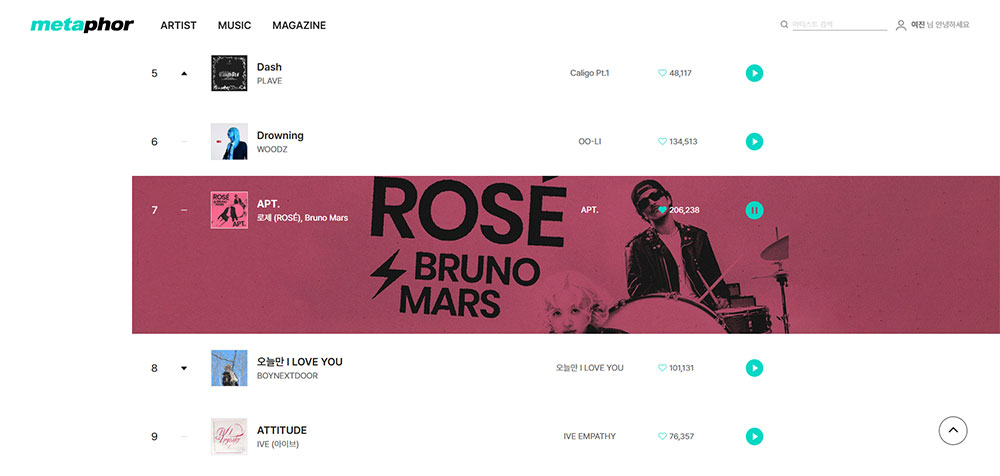 metaphor
ARTIST MUSIC MAGAZINE
아티스트 검색
여진 님 안녕하세요
5
Dash
PLAVE
Caligo Pt.1
48,117
6
Drowning
WOODZ
OO-LI
134,513
7
APT.
로제 (ROSÉ), Bruno Mars
APT.
206,238
ROSÉ
BRUNO
MARS
ROSÉ
APT.
8
오늘만 I LOVE YOU
BOYNEXTDOOR
오늘만 I LOVE YOU
101,131
9
ATTITUDE
IVE (아이브)
IVE EMPATHY
76,357